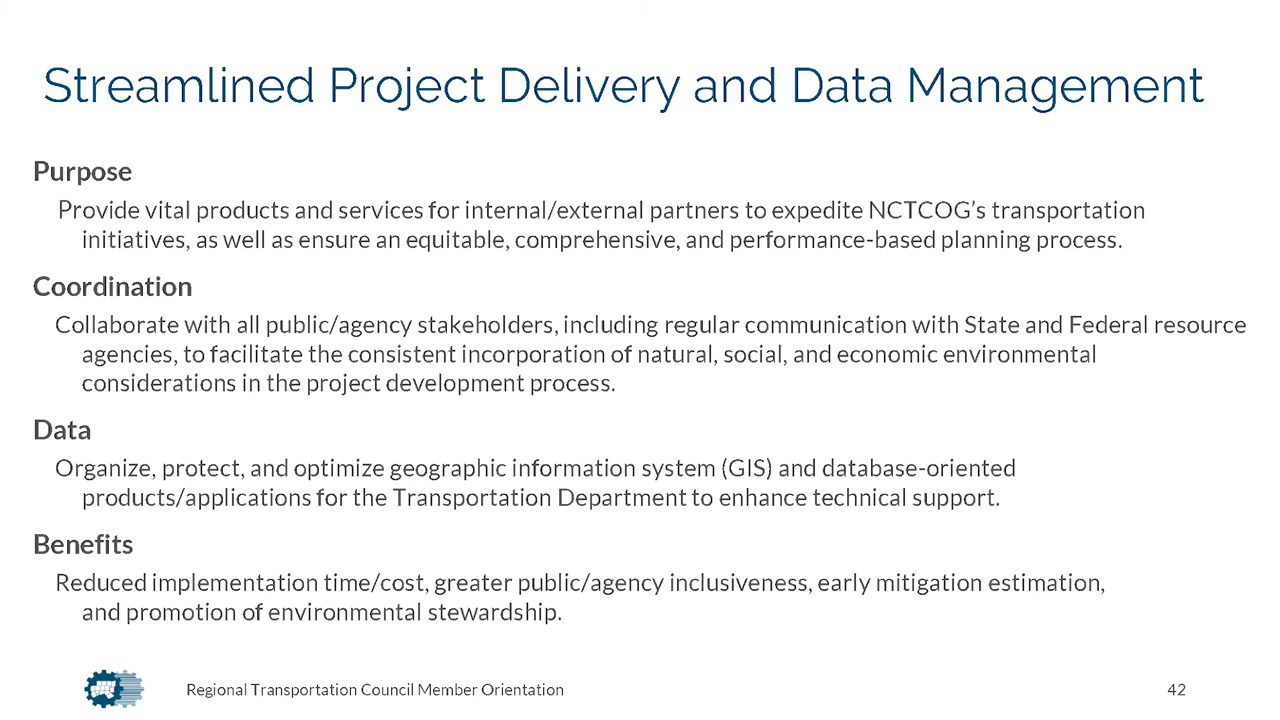 Streamlined Project Delivery and Data Management
Purpose
Provide vital products and services for internal/external partners to expedite NCTCOG’s transportation
initiatives, as well as ensure an equitable, comprehensive, and performance-based planning process.
Coordination
Collaborate with all public/agency stakeholders, including regular communication with State and Federal resource
agencies, to facilitate the consistent incorporation of natural, social, and economic environmental
considerations in the project development process.
Data
Organize, protect, and optimize geographic information system (GIS) and database-oriented
products/applications for the Transportation Department to enhance technical support.
Benefits
Reduced implementation time/cost, greater public/agency inclusiveness, early mitigation estimation,
and promotion of environmental stewardship.
Regional Transportation Council Member Orientation
42